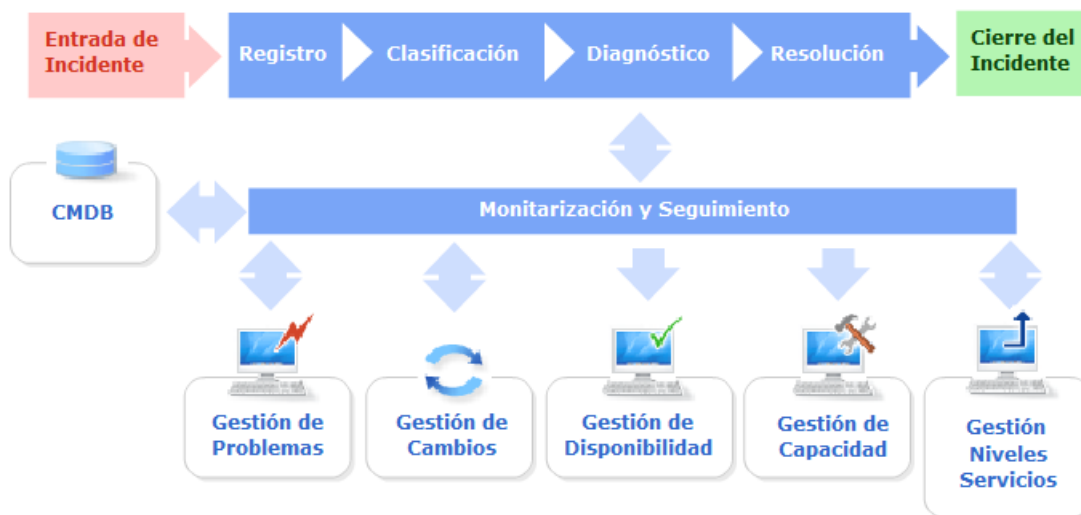 Entrada de
Incidente
Registro
Clasificación
Diagnóstico
Resolución
Cierre del
Incidente
CMDB
Monitarización y Seguimiento
Gestión de
Problemas
Gestión de
Cambios
Gestión de
Disponibilidad
Gestión de
Capacidad
Gestión
Niveles
Servicios